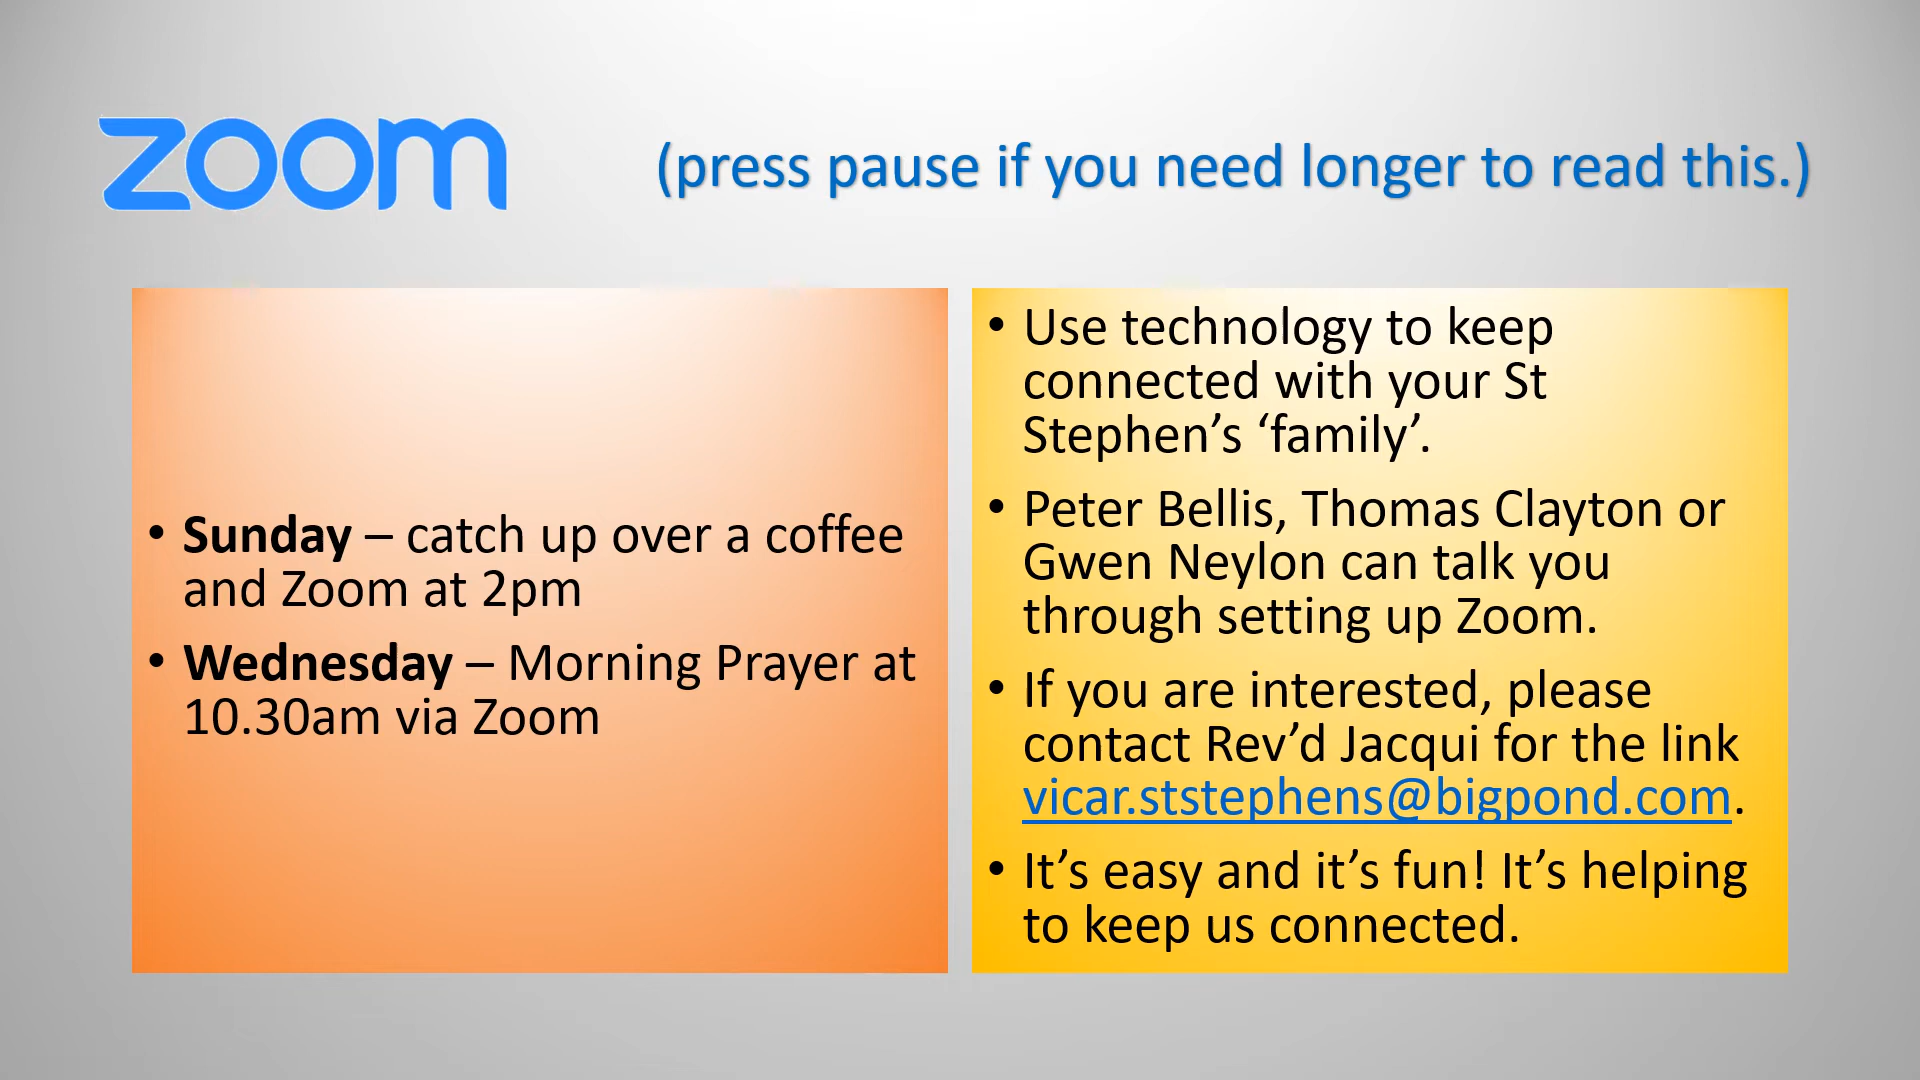 zoom
(press pause if you need longer to read this.)
• Sunday – catch up over a coffee
and Zoom at 2pm
• Wednesday – Morning Prayer at
10.30am via Zoom
• Use technology to keep
connected with your St
Stephen’s ‘family’.
• Peter Bellis, Thomas Clayton or
Gwen Neylon can talk you
through setting up Zoom.
• If you are interested, please
contact Rev’d Jacqui for the link
vicar.ststephens@bigpond.com.
• It’s easy and it’s fun! It’s helping
to keep us connected.